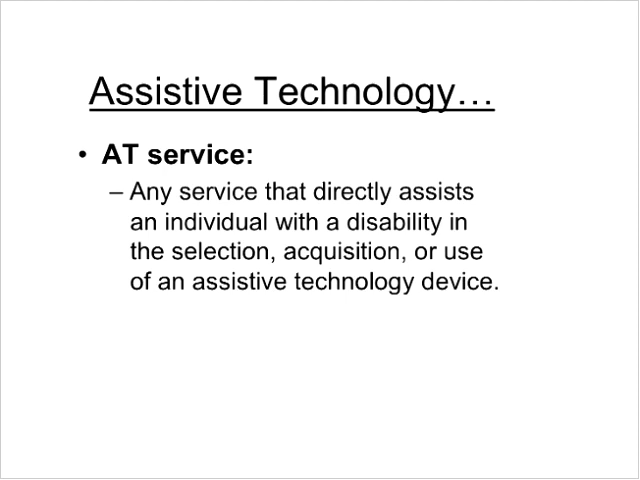 Assistive Technology…
• AT service:
– Any service that directly assists
an individual with a disability in
the selection, acquisition, or use
of an assistive technology device.